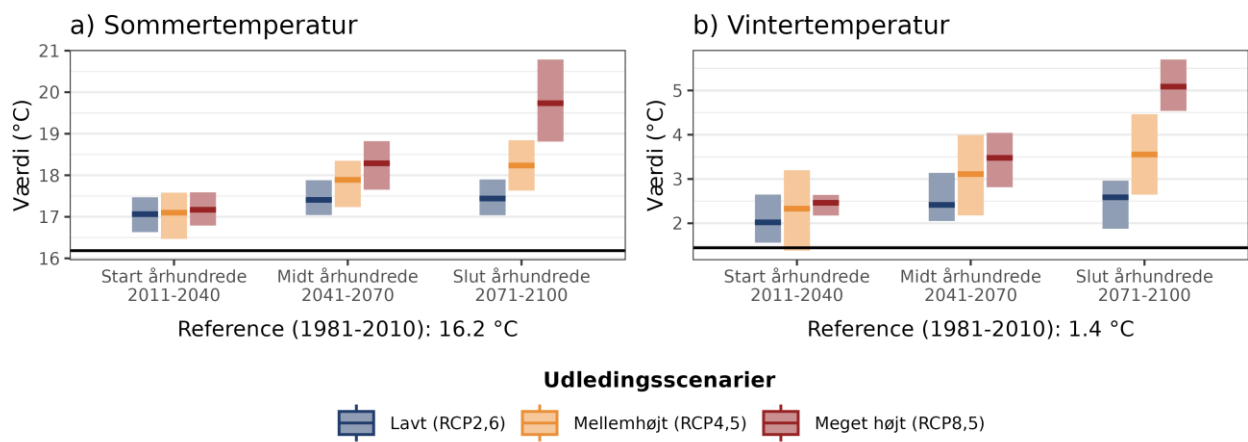 a) Sommertemperatur
Værdi (°C)
21
20
19
18
17
16
Start århundrede
2011-2040
Midt århundrede
2041-2070
Slut århundrede
2071-2100
Reference (1981-2010): 16.2 °C
b) Vintertemperatur
Værdi (°C)
5
4
3
2
Start århundrede
2011-2040
Midt århundrede
2041-2070
Slut århundrede
2071-2100
Reference (1981-2010): 1.4 °C
Udledingsscenarier
Lavt (RCP2,6)
Mellemhøjt (RCP4,5)
Meget højt (RCP8,5)